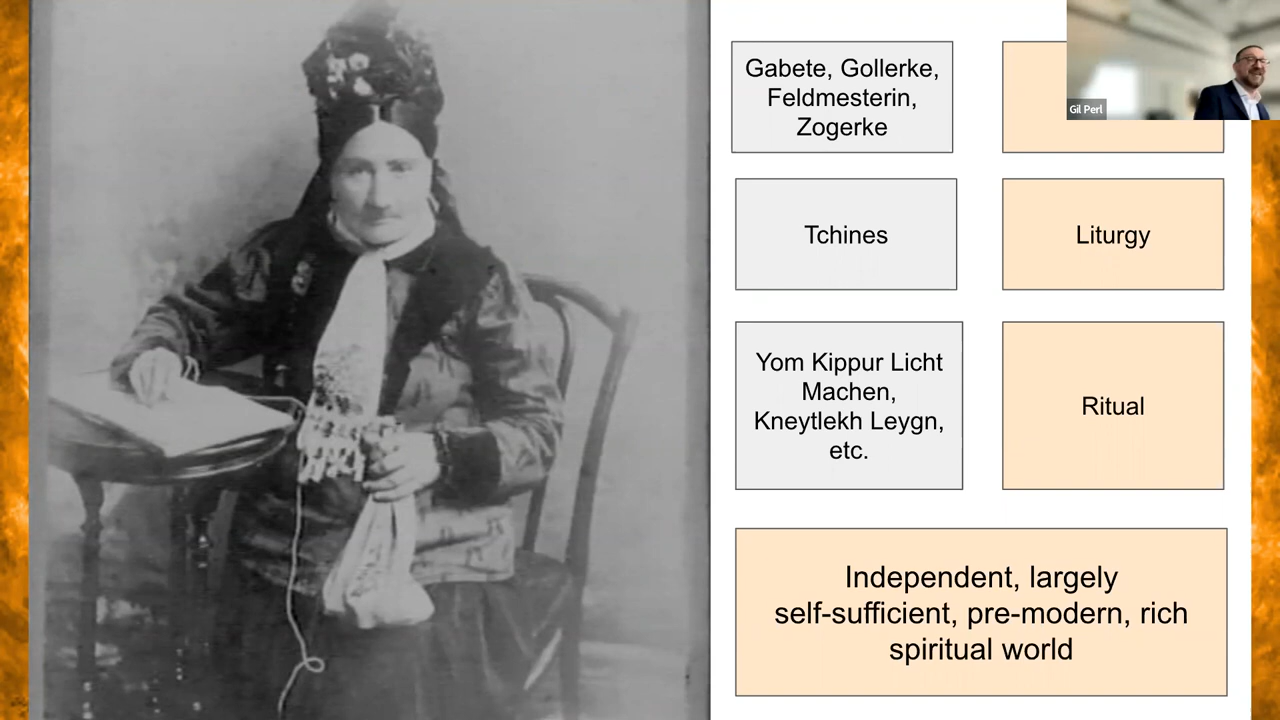 Gabete, Gollerke,
Feldmesterin,
Zogerke
Gil Perl
Tchines
Liturgy
Yom Kippur Licht
Machen,
Kneytlekh Leygn,
etc.
Ritual
Independent, largely
self-sufficient, pre-modern, rich
spiritual world